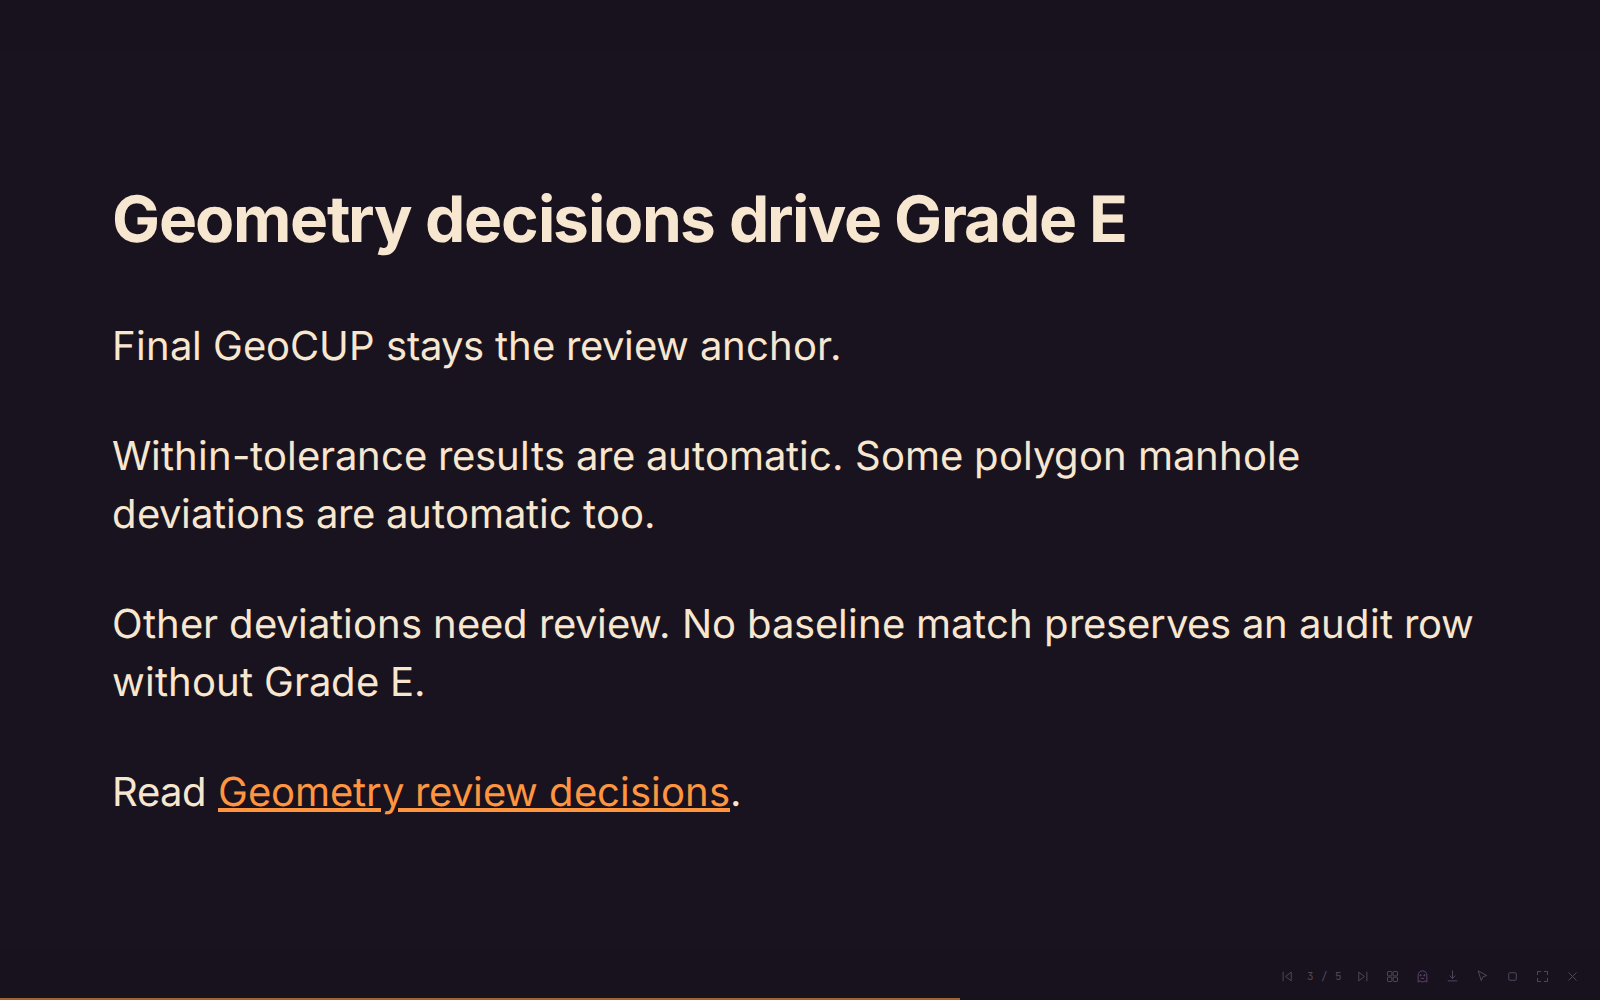 Geometry decisions drive Grade E
Final GeoCUP stays the review anchor.
Within-tolerance results are automatic. Some polygon manhole
deviations are automatic too.
Other deviations need review. No baseline match preserves an audit row
without Grade E.
Read Geometry review decisions.
3 / 5